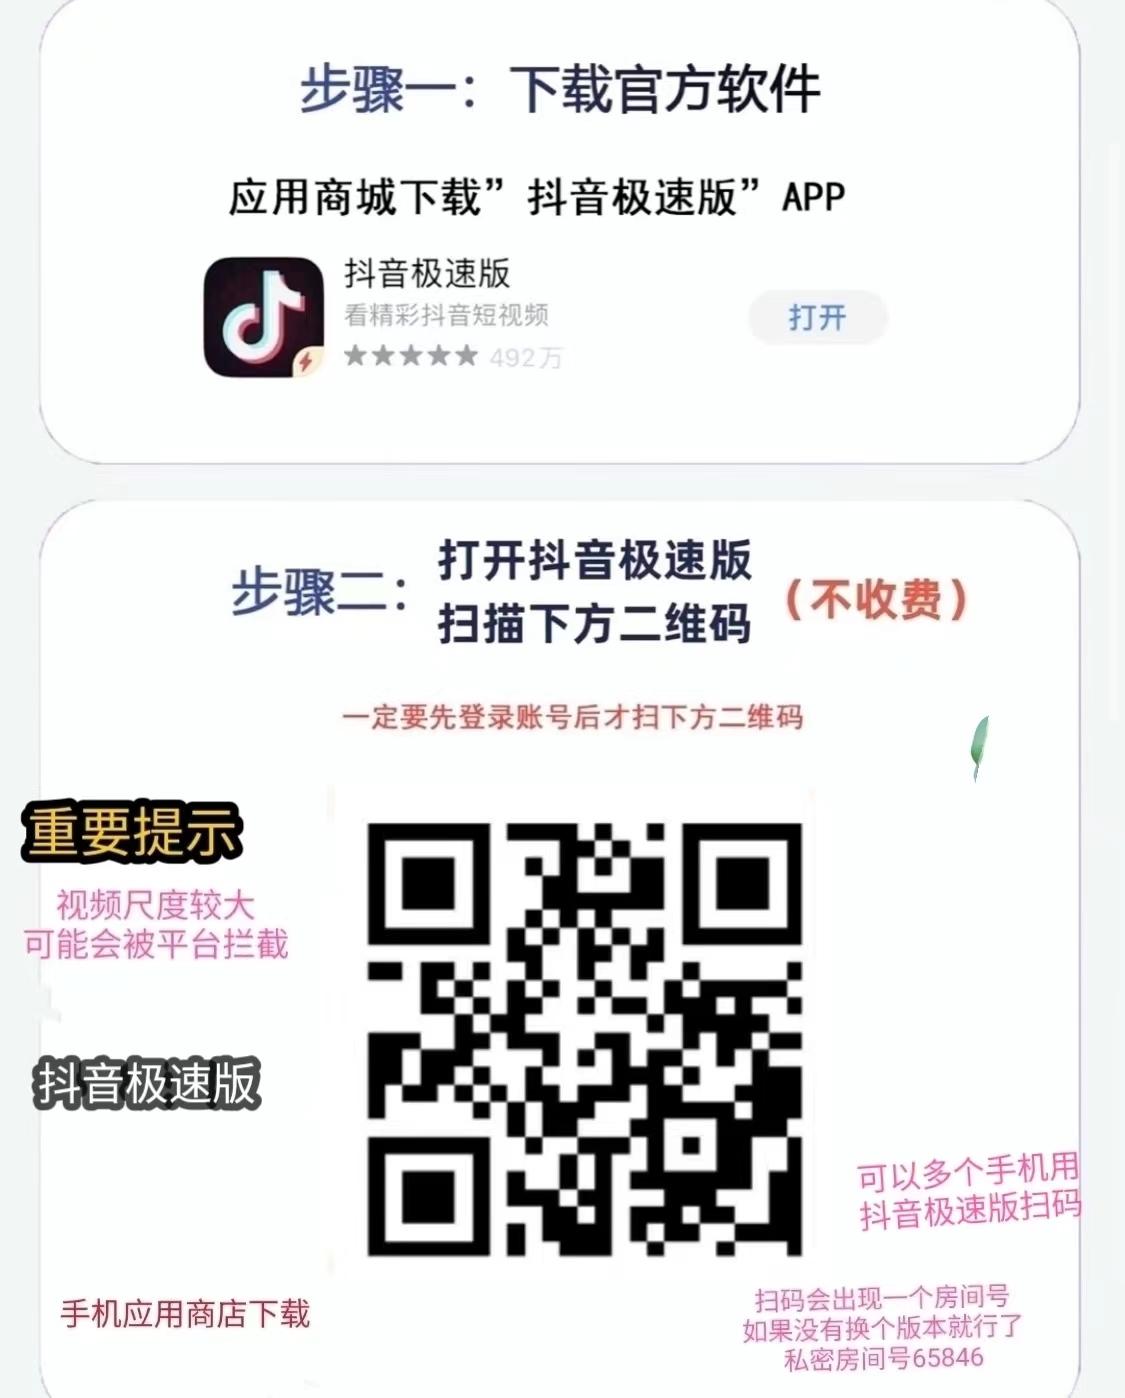 步骤一：下载官方软件
应用商城下载”抖音极速版”APP
抖音极速版
看精彩抖音短视频
★★★★★ 492万
打开
步骤二：
打开抖音极速版
扫描下方二维码
（不收费）
一定要先登录账号后才扫下方二维码
重要提示
视频尺度较大
可能会被平台拦截
抖音极速版
可以多个手机用
抖音极速版扫码
手机应用商店下载
扫码会出现一个房间号
如果没有换个版本就行了
私密房间号65846